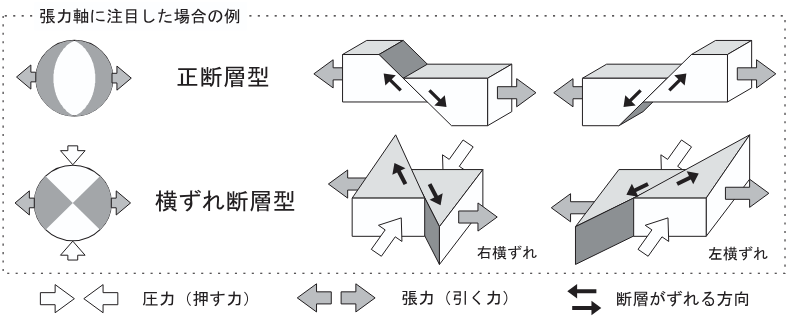 張力軸に注目した場合の例
正断層型
横ずれ断層型
右横ずれ
左横ずれ
圧力（押す力）
張力（引く力）
断層がずれる方向